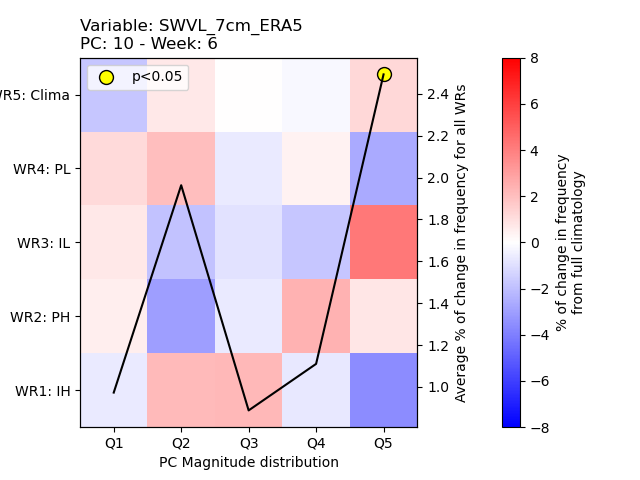 Variable: SWVL_7cm_ERA5
PC: 10 - Week: 6
p<0.05
WR5: Clima
WR4: PL
WR3: IL
WR2: PH
WR1: IH
Q1 Q2 Q3 Q4 Q5
PC Magnitude distribution
2.4
2.2
2.0
1.8
1.6
1.4
1.2
1.0
Average % of change in frequency for all WRs
8
6
4
2
0
−2
−4
−6
−8
% of change in frequency
from full climatology